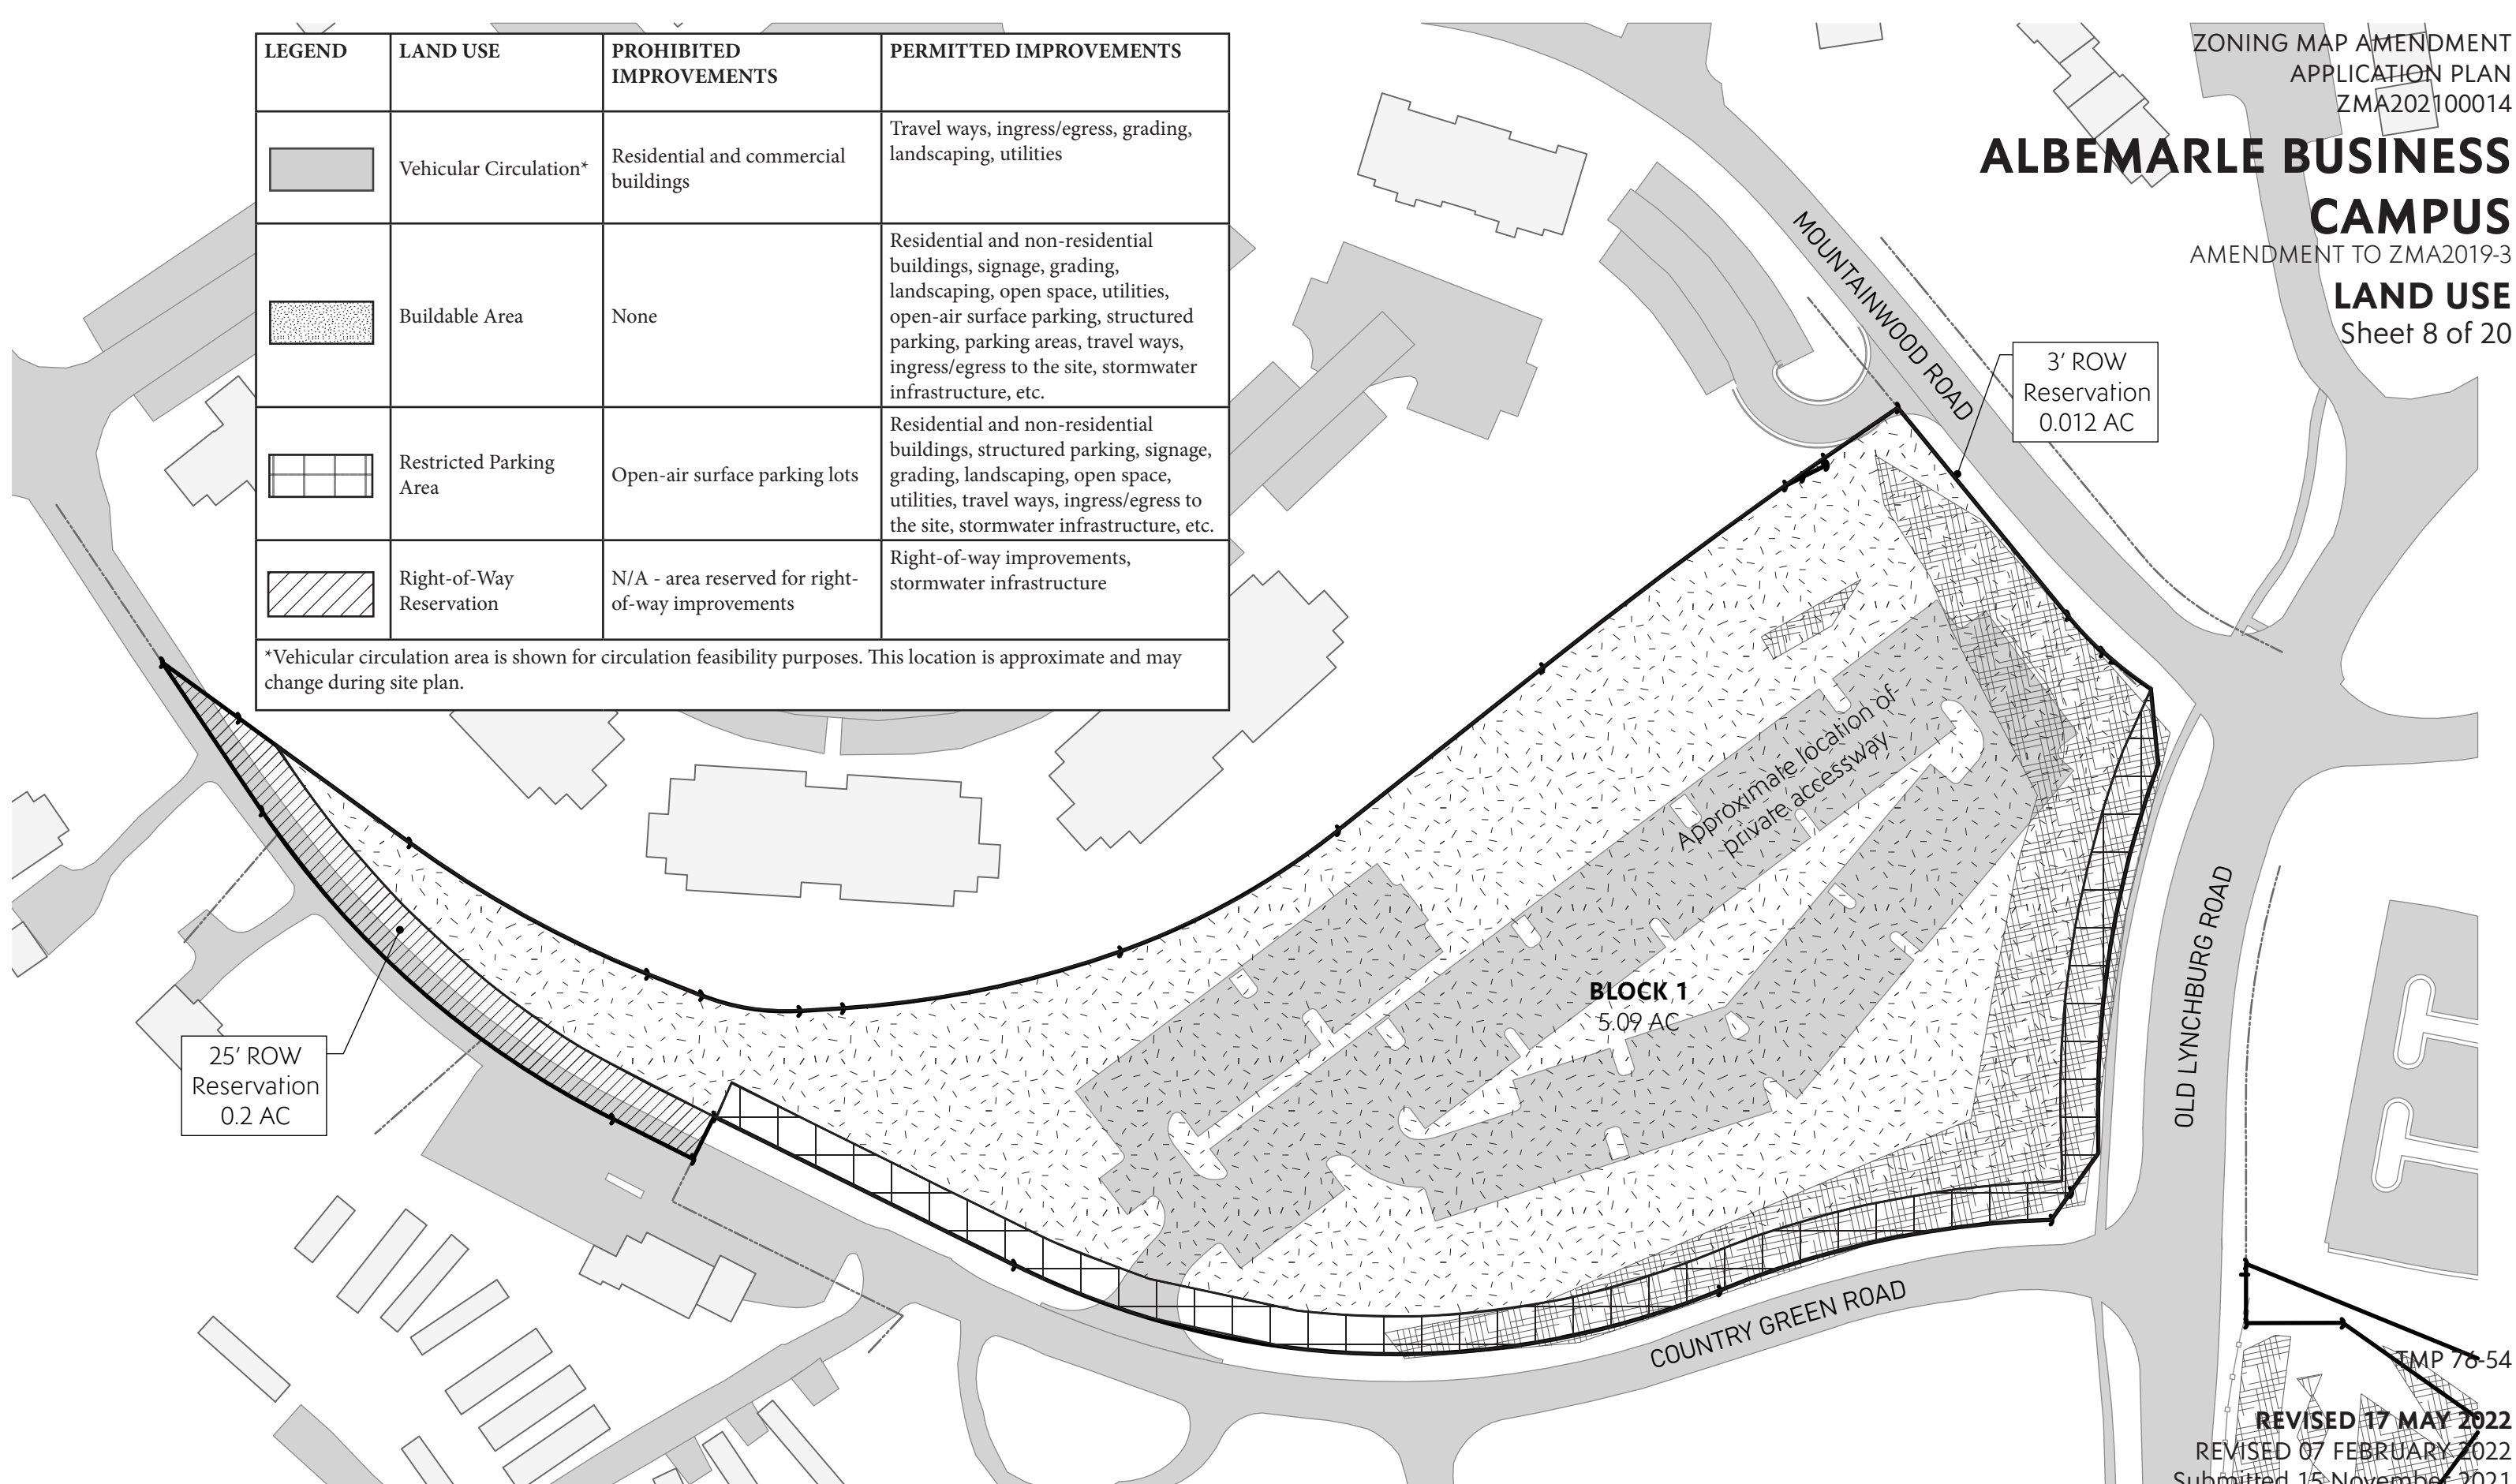 LEGEND
LAND USE
PROHIBITED
IMPROVEMENTS
PERMITTED IMPROVEMENTS
Vehicular Circulation*
Residential and commercial
buildings
Travel ways, ingress/egress, grading,
landscaping, utilities
Buildable Area
None
Residential and non-residential
buildings, signage, grading,
landscaping, open space, utilities,
open-air surface parking, structured
parking, parking areas, travel ways,
ingress/egress to the site, stormwater
infrastructure, etc.
Restricted Parking
Area
Open-air surface parking lots
Residential and non-residential
buildings, structured parking, signage,
grading, landscaping, open space,
utilities, travel ways, ingress/egress to
the site, stormwater infrastructure, etc.
Right-of-Way
Reservation
N/A - area reserved for right-
of-way improvements
Right-of-way improvements,
stormwater infrastructure
*Vehicular circulation area is shown for circulation feasibility purposes. This location is approximate and may
change during site plan.
ZONING MAP AMENDMENT
APPLICATION PLAN
ZMA202100014
ALBEMARLE BUSINESS
CAMPUS
AMENDMENT TO ZMA2019-3
LAND USE
Sheet 8 of 20
MOUNTAINWOOD ROAD
3' ROW
Reservation
0.012 AC
Approximate location of
private accessway
BLOCK 1
5.09 AC
25' ROW
Reservation
0.2 AC
OLD LYNCHBURG ROAD
COUNTRY GREEN ROAD
TMP 76-54
REVISED 17 MAY 2022
REVISED 07 FEBRUARY 2022
Submitted 15 November 2021